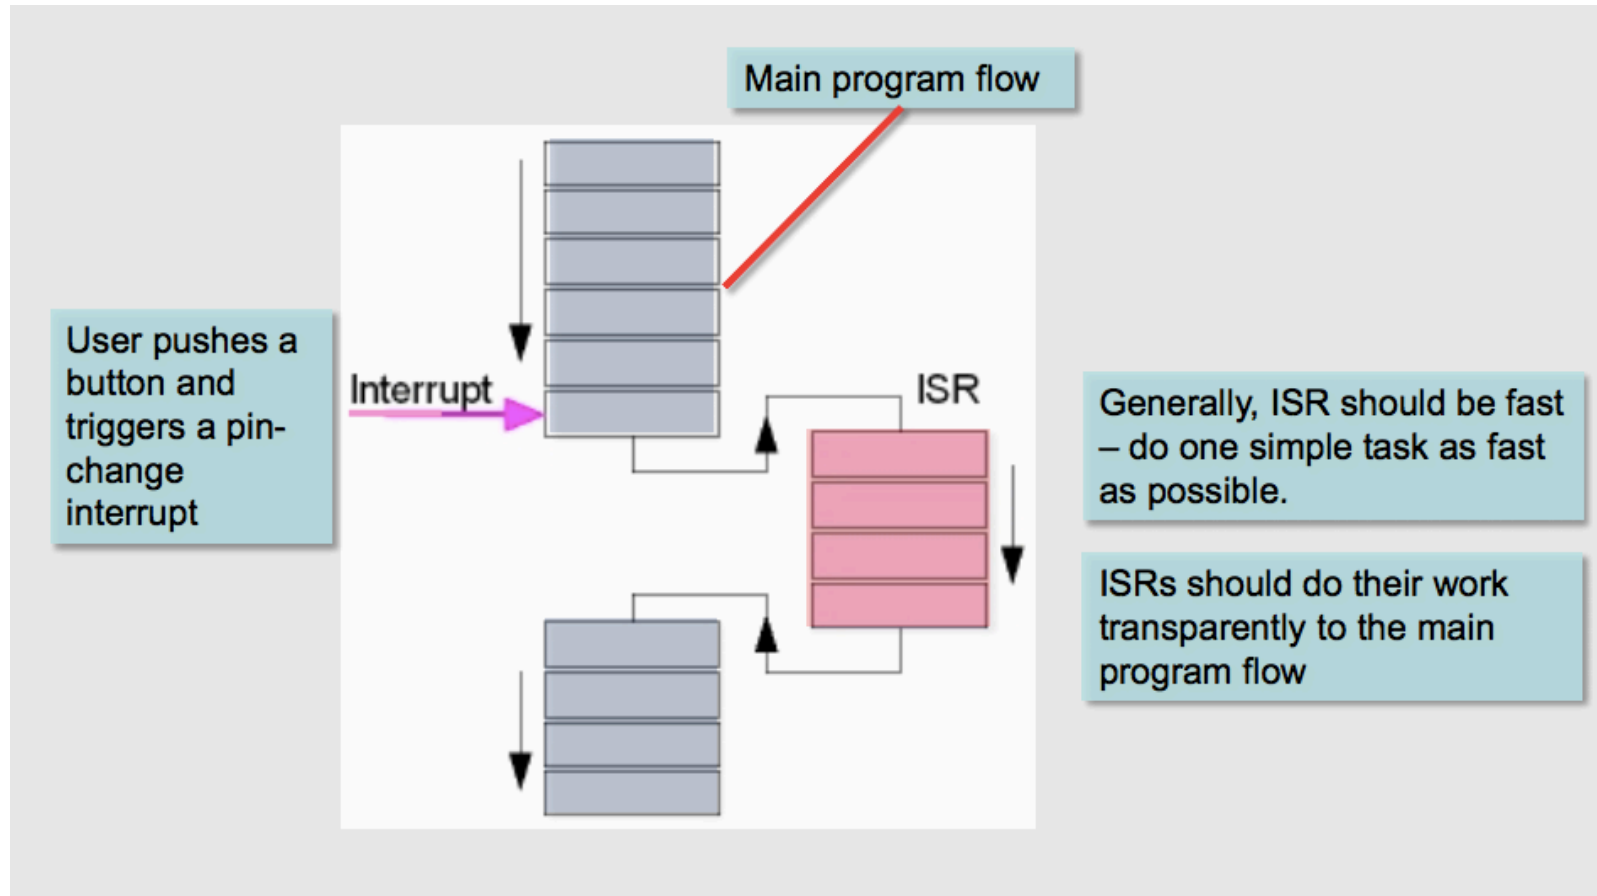 Main program flow
User pushes a
button and
triggers a pin-
change
interrupt
Interrupt
ISR
Generally, ISR should be fast
– do one simple task as fast
as possible.
ISRs should do their work
transparently to the main
program flow